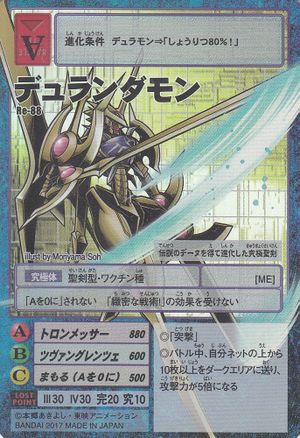 進化条件 デュラモン⇒「しょうりつ80%！」
デュランダモン
Re-88
Illust by Moriyama Soh
伝説のデータを得て進化した究極聖剣
究極体 聖剣型・ワクチン種 [ME]
「Aを0に」されない 「緻密な戦術！」の効果を受けない
A トロンメッサー 880
B ツヴァングレンツェ 600
C まもる(Aを0に) 500
LOST POINT Ⅲ30 Ⅳ30 完20 究10
◎「突撃」
◎バトル中、自分ネットの上から
10枚以上をダークエリアに送り、
攻撃力が5倍になる
©本郷あきよし・東映アニメーション
BANDAI 2017 MADE IN JAPAN